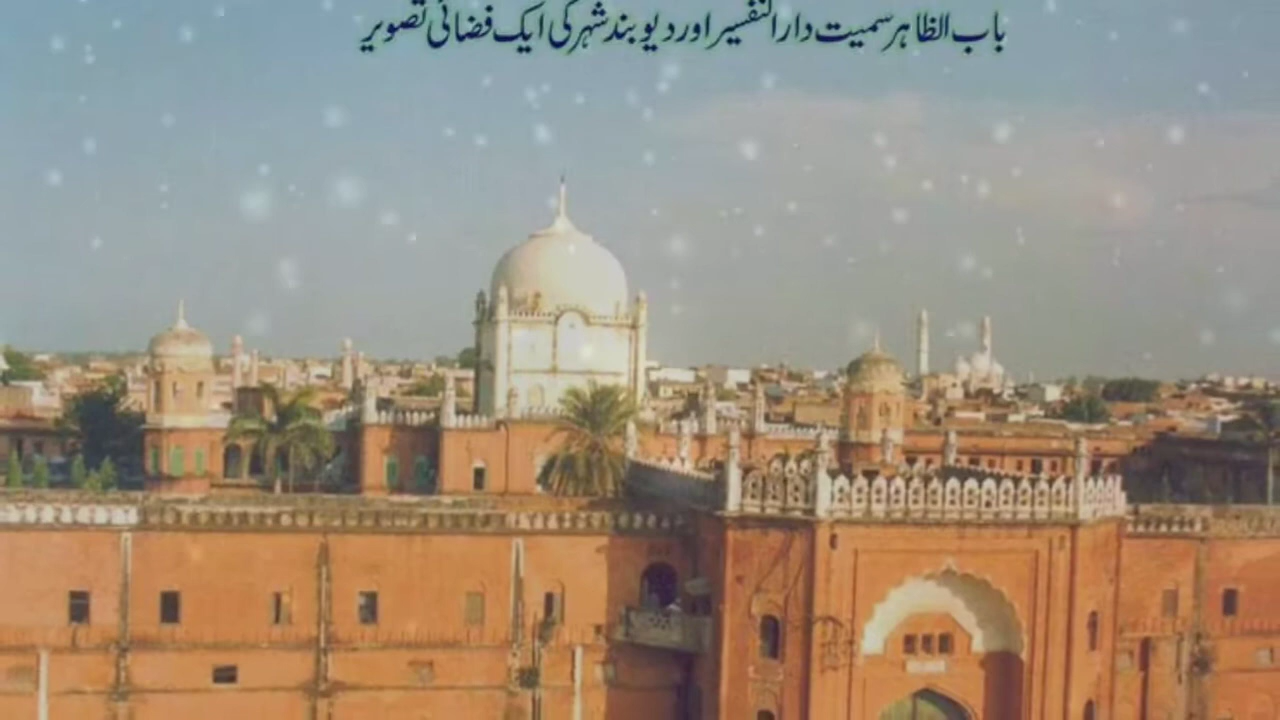 باب الظاہر سمیت دار التفسیر اور دیوبند شہر کی ایک فضائی تصویر